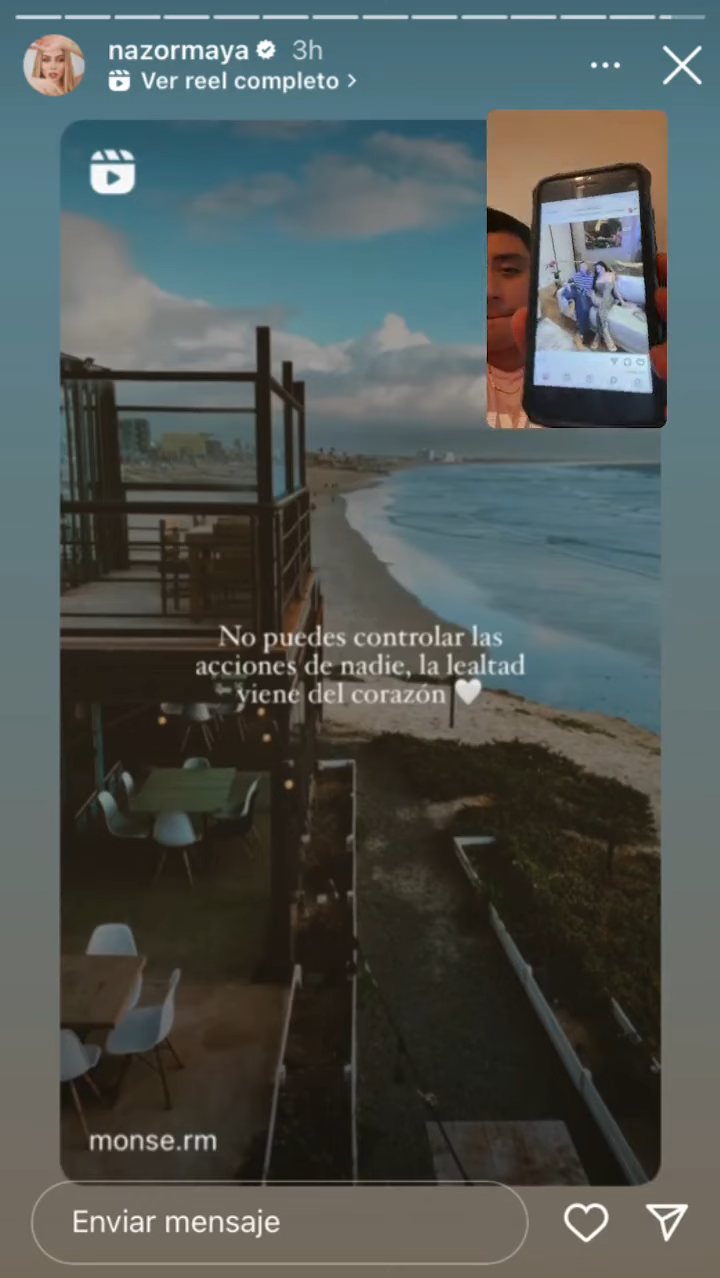 nazormaya 3h
Ver reel completo >
No puedes controlar las
acciones de nadie, la lealtad
viene del corazón 🤍
monse.rm
Enviar mensaje